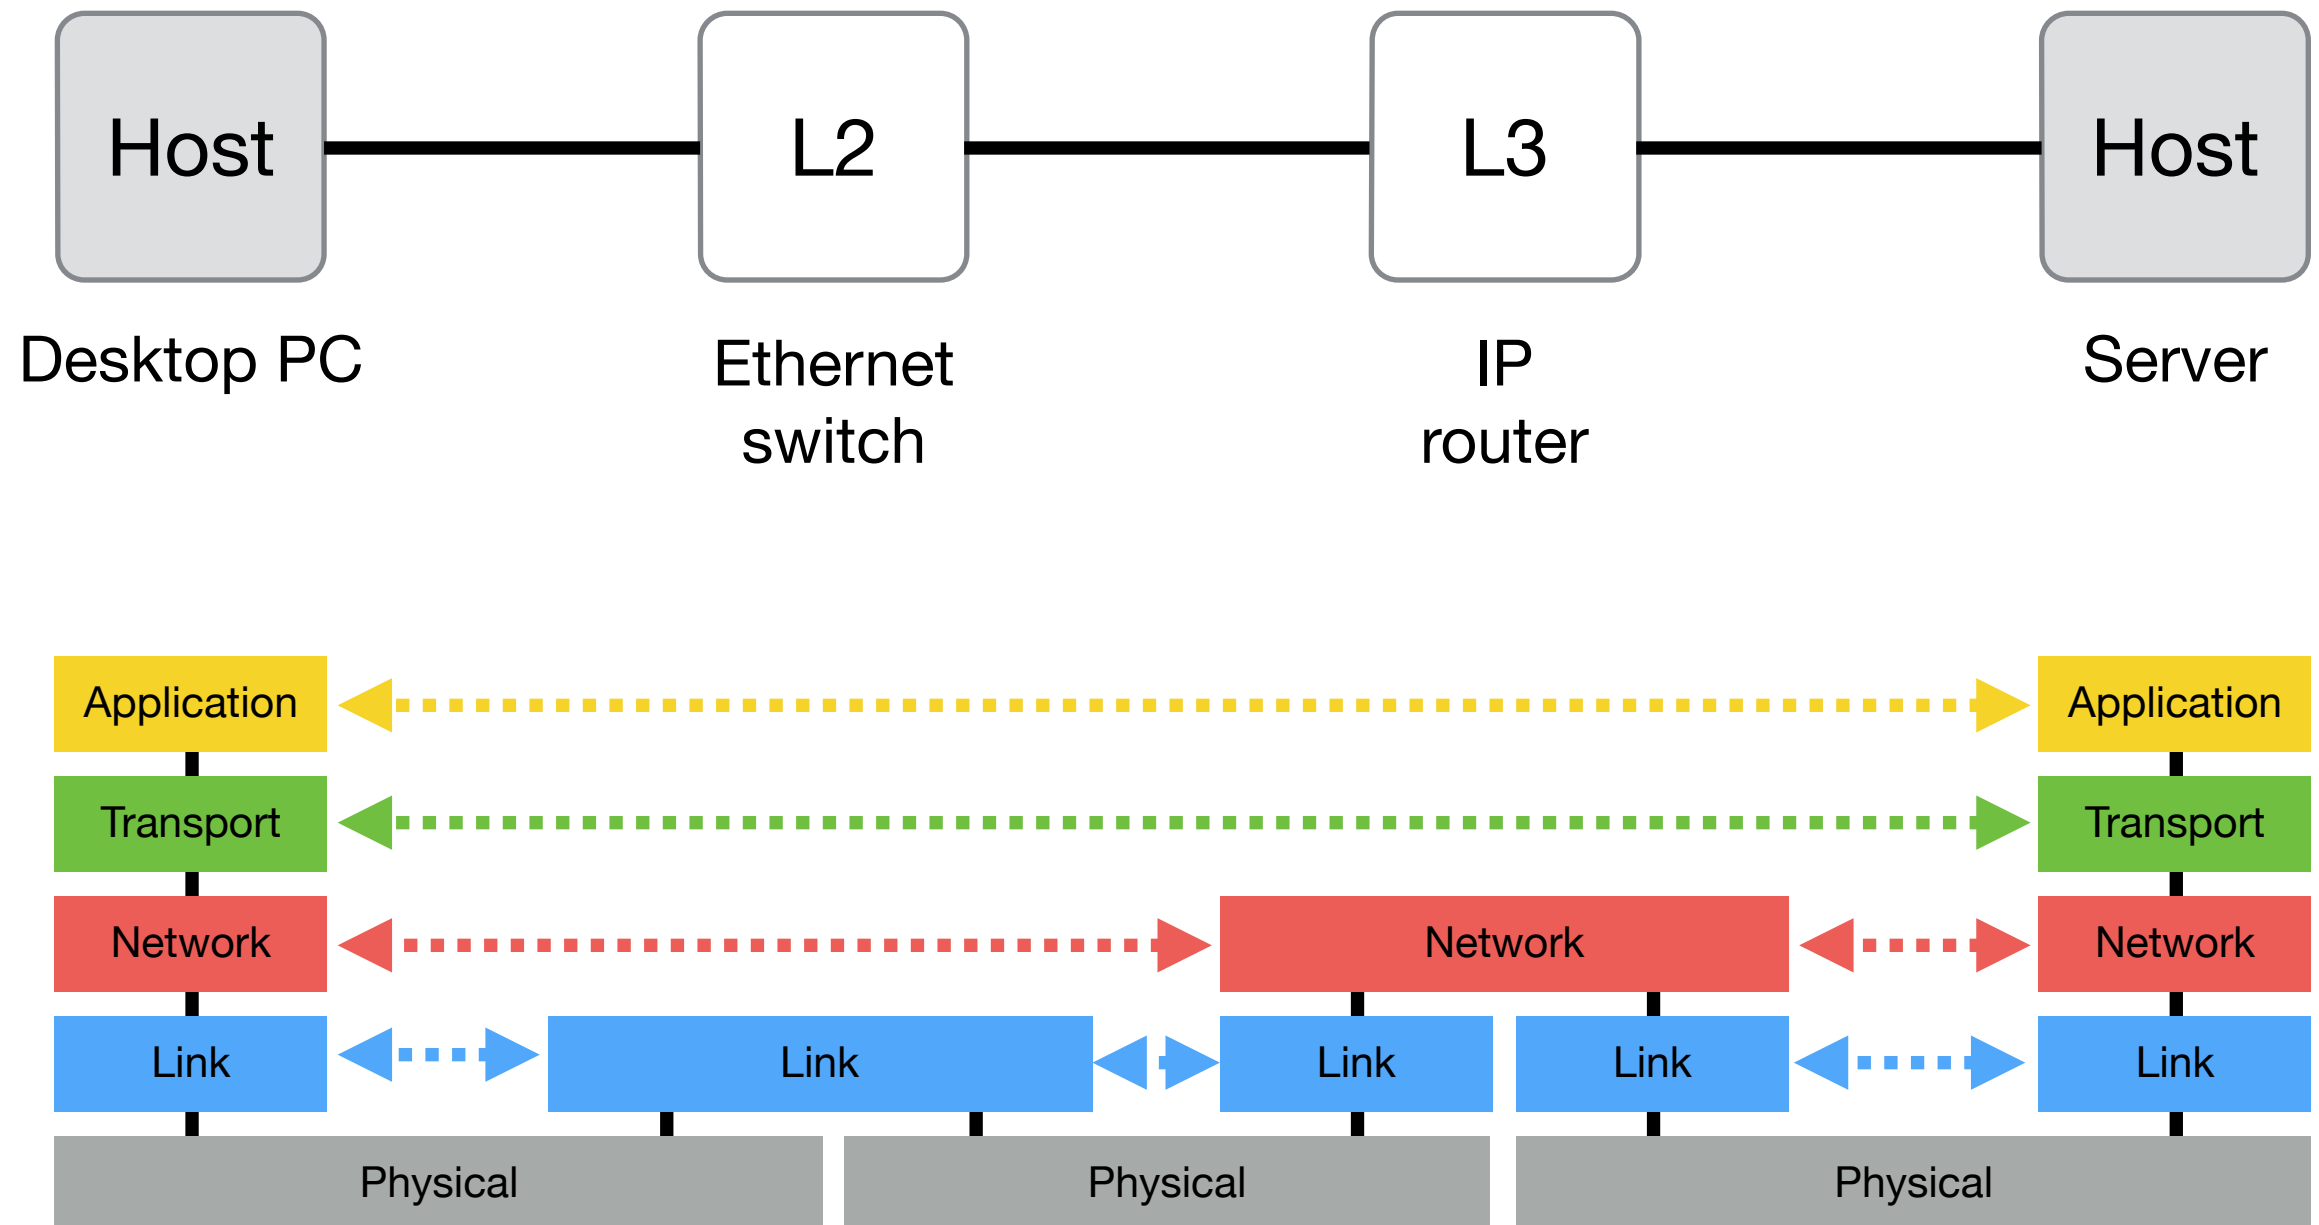 Host
L2
L3
Host
Desktop PC
Ethernet
switch
IP
router
Server
Application
Application
Transport
Transport
Network
Network
Network
Link
Link
Link
Link
Link
Physical
Physical
Physical